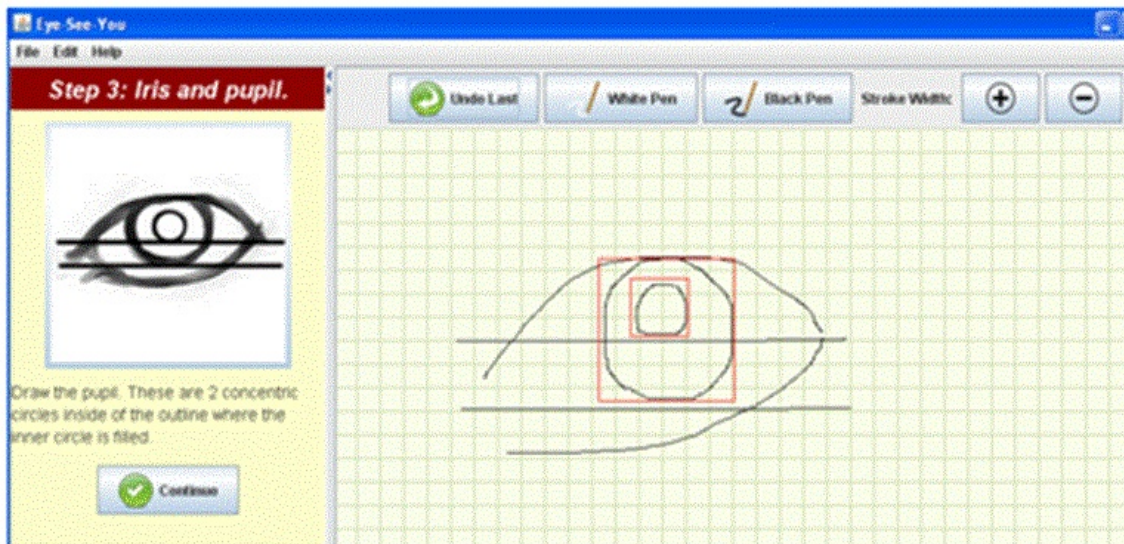 Eye-See-You
File Edit Help
Step 3: Iris and pupil.
Undo Last
White Pen
Black Pen
Stroke Width:
Draw the pupil. These are 2 concentric
circles inside of the outline where the
inner circle is filled.
Continue